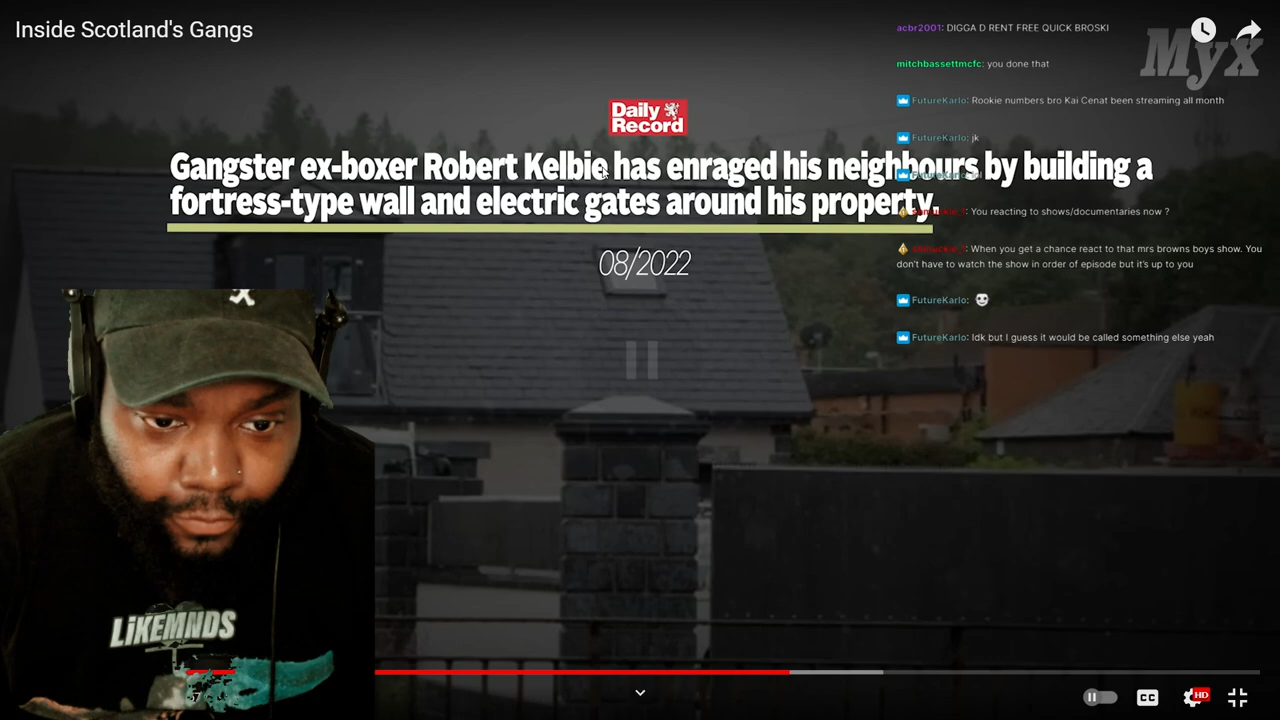 Inside Scotland's Gangs
Myx
acbr2001: DIGGA D RENT FREE QUICK BROSKI
mitchbassettmcfc: you done that
FutureKarlo: Rookie numbers bro Kai Cenat been streaming all month
FutureKarlo: jk
FutureKarlo:
You reacting to shows/documentaries now ?
When you get a chance react to that mrs browns boys show. You
don't have to watch the show in order of episode but it's up to you
FutureKarlo:
FutureKarlo: Idk but I guess it would be called something else yeah
Daily
Record
Gangster ex-boxer Robert Kelbie has enraged his neighbours by building a
fortress-type wall and electric gates around his property.
08/2022
LiKEMNDS
CC
HD